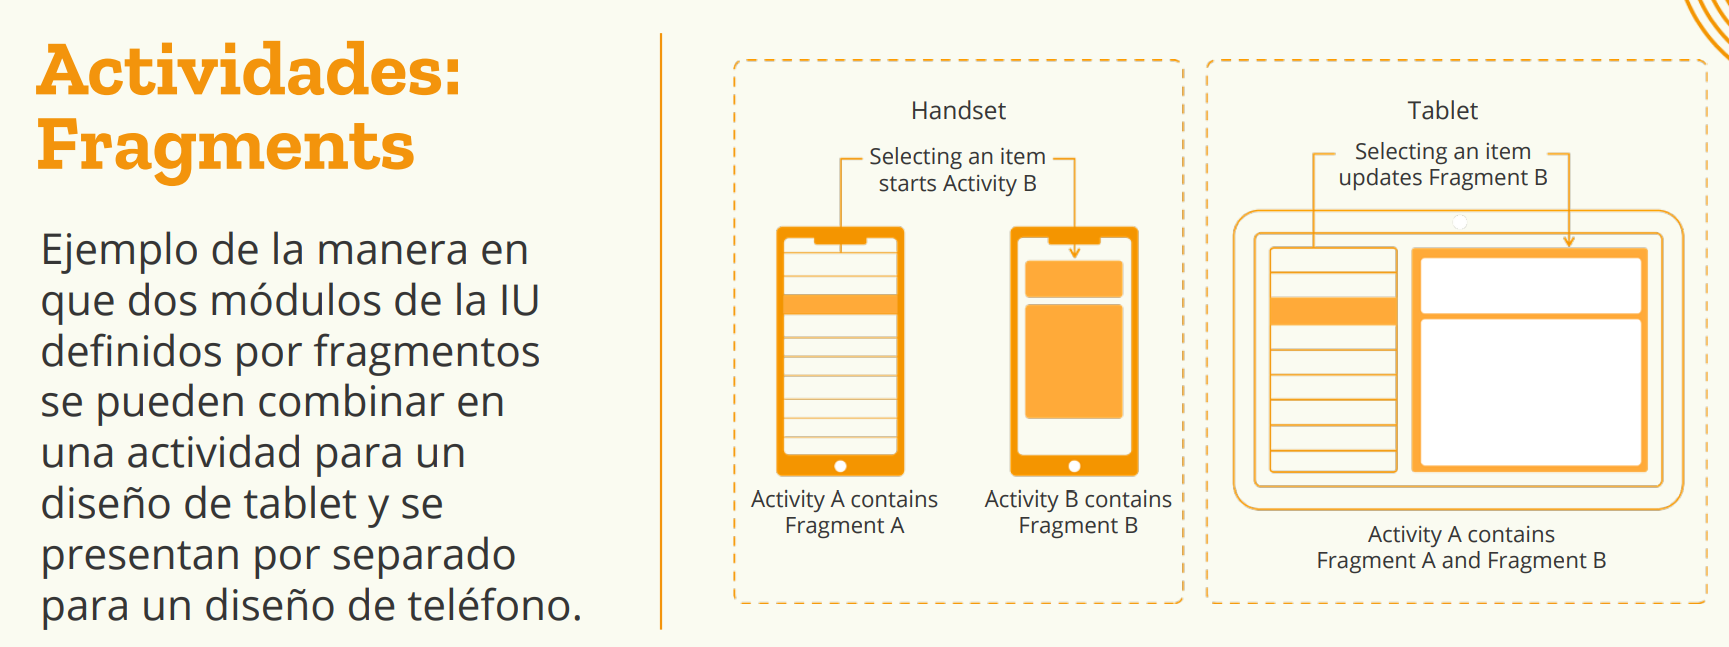 Actividades:
Fragments
Ejemplo de la manera en
que dos módulos de la IU
definidos por fragmentos
se pueden combinar en
una actividad para un
diseño de tablet y se
presentan por separado
para un diseño de teléfono.
Handset
Selecting an item
starts Activity B
Activity A contains
Fragment A
Activity B contains
Fragment B
Tablet
Selecting an item
updates Fragment B
Activity A contains
Fragment A and Fragment B